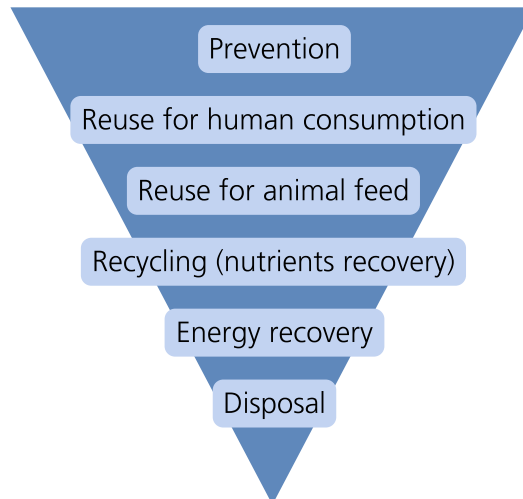 Prevention
Reuse for human consumption
Reuse for animal feed
Recycling (nutrients recovery)
Energy recovery
Disposal